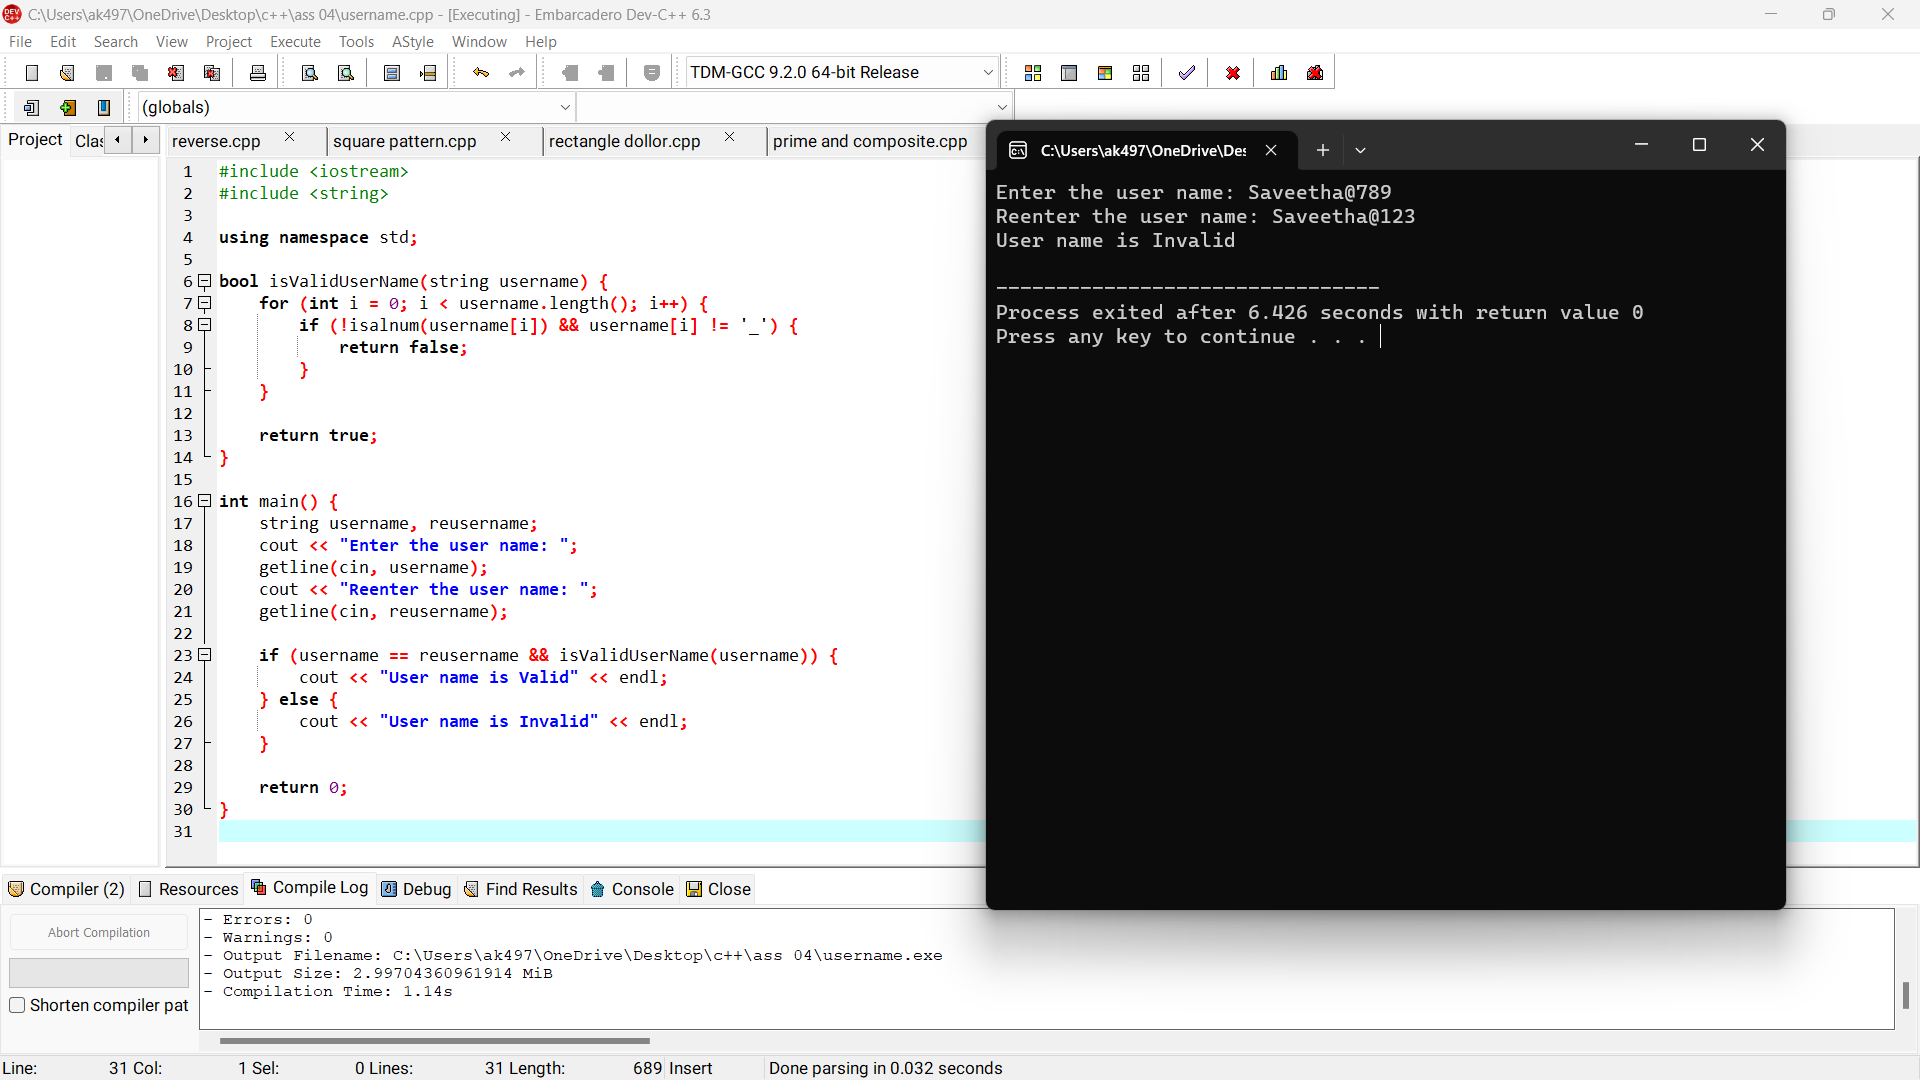 C:\Users\ak497\OneDrive\Desktop\c++\ass 04\username.cpp - [Executing] - Embarcadero Dev-C++ 6.3
File Edit Search View Project Execute Tools AStyle Window Help
TDM-GCC 9.2.0 64-bit Release
(globals)
Project Clas
reverse.cpp square pattern.cpp rectangle dollor.cpp prime and composite.cpp
1 #include <iostream>
2 #include <string>
3
4 using namespace std;
5
6 bool isValidUserName(string username) {
7 for (int i = 0; i < username.length(); i++) {
8 if (!isalnum(username[i]) && username[i] != '_') {
9 return false;
10 }
11 }
12
13 return true;
14 }
15
16 int main() {
17 string username, reusername;
18 cout << "Enter the user name: ";
19 getline(cin, username);
20 cout << "Reenter the user name: ";
21 getline(cin, reusername);
22
23 if (username == reusername && isValidUserName(username)) {
24 cout << "User name is Valid" << endl;
25 } else {
26 cout << "User name is Invalid" << endl;
27 }
28
29 return 0;
30 }
31
C:\Users\ak497\OneDrive\Des
Enter the user name: Saveetha@789
Reenter the user name: Saveetha@123
User name is Invalid
--------------------------------
Process exited after 6.426 seconds with return value 0
Press any key to continue . . .
Compiler (2) Resources Compile Log Debug Find Results Console Close
Abort Compilation
Shorten compiler pat
- Errors: 0
- Warnings: 0
- Output Filename: C:\Users\ak497\OneDrive\Desktop\c++\ass 04\username.exe
- Output Size: 2.99704360961914 MiB
- Compilation Time: 1.14s
Line: 31 Col: 1 Sel: 0 Lines: 31 Length: 689 Insert Done parsing in 0.032 seconds